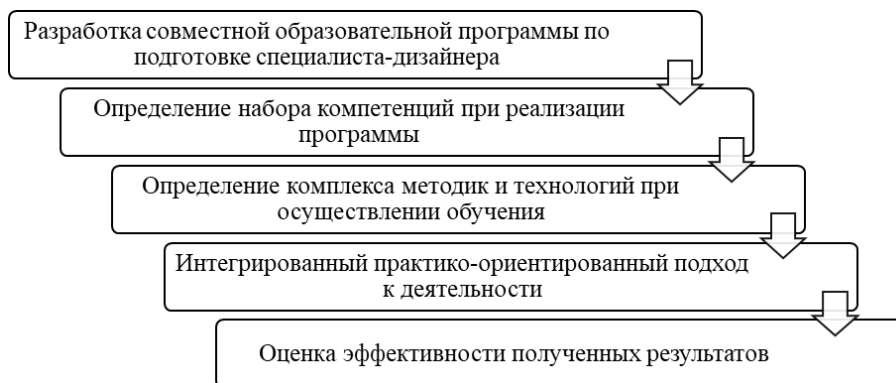 Разработка совместной образовательной программы по
подготовке специалиста-дизайнера
Определение набора компетенций при реализации
программы
Определение комплекса методик и технологий при
осуществлении обучения
Интегрированный практико-ориентированный подход
к деятельности
Оценка эффективности полученных результатов